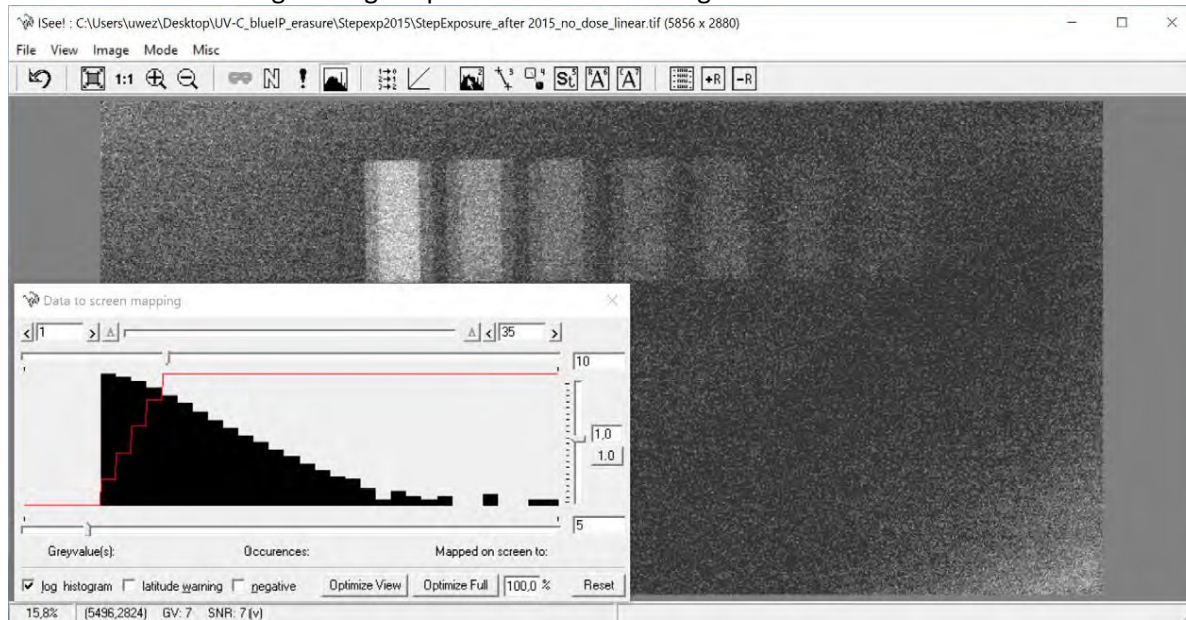 ISee! : C:\Users\uwez\Desktop\UV-C_blueIP_erasure\Stepexp2015\StepExposure_after 2015_no_dose_linear.tif (5856 x 2880)
File View Image Mode Misc
1:1 N ! St A A +R -R
Data to screen mapping
< 1 > A A < 35 >
10
1,0
1.0
5
Greyvalue(s): Occurences: Mapped on screen to:
log histogram latitude warning negative Optimize View Optimize Full 100,0 % Reset
15,8% (5496,2824) GV: 7 SNR: 7 (v)